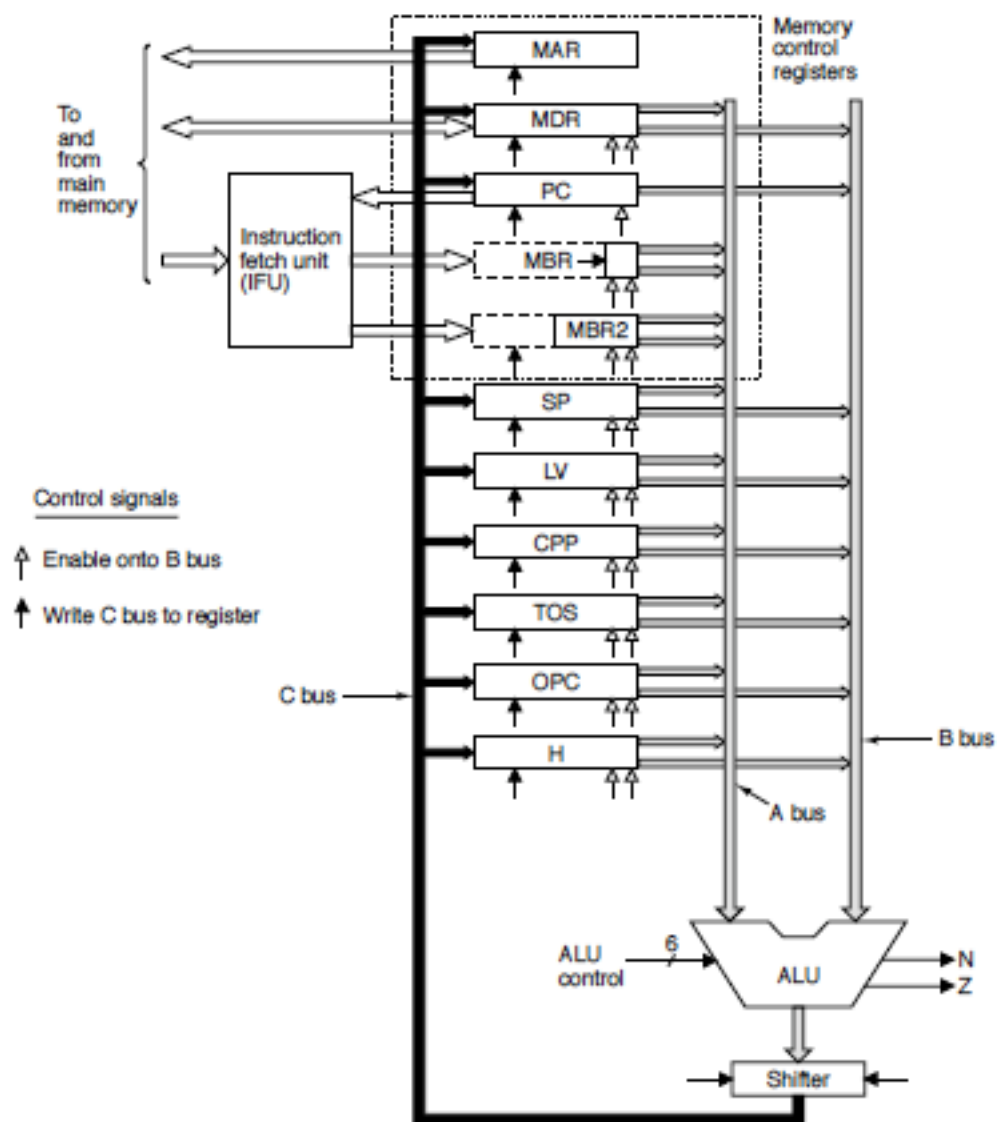 Memory
control
registers
MAR
To
and
from
main
memory
MDR
PC
Instruction
fetch unit
(IFU)
MBR
MBR2
SP
LV
Control signals
Enable onto B bus
CPP
Write C bus to register
TOS
C bus
OPC
B bus
H
A bus
ALU
control
6
ALU
N
Z
Shifter